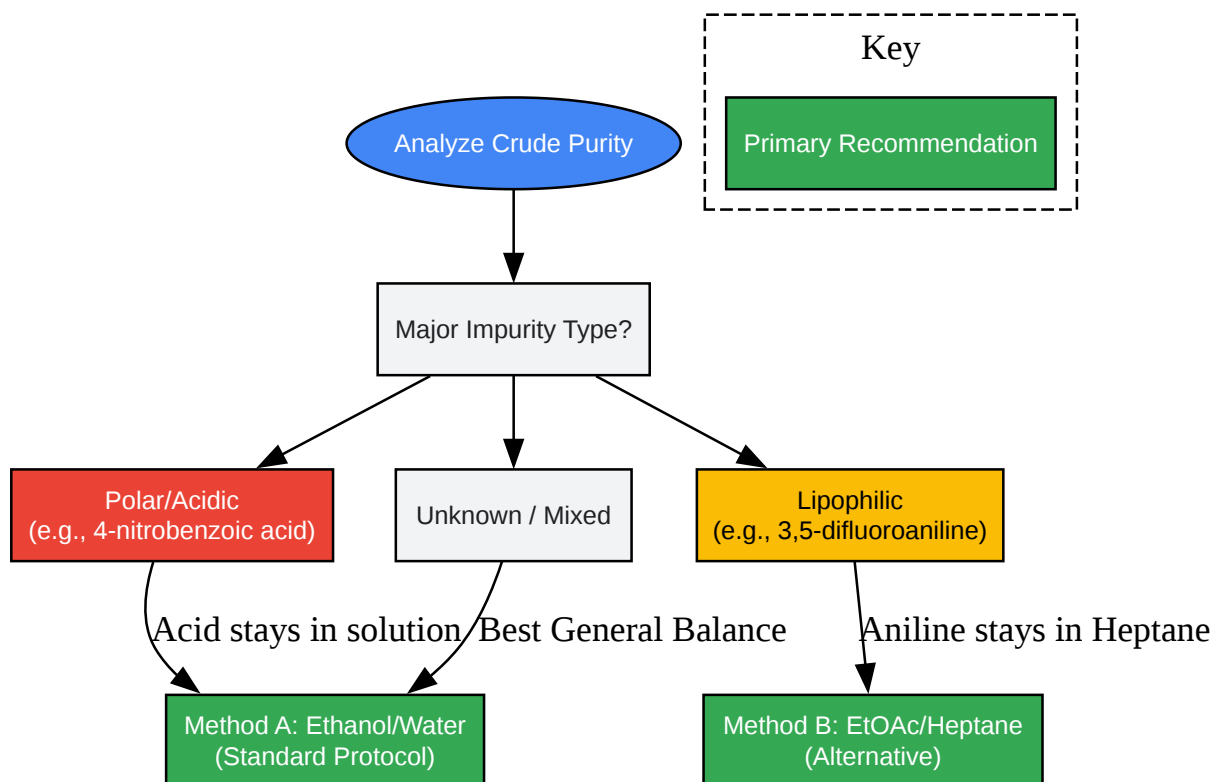 Key
Primary Recommendation
Analyze Crude Purity
Major Impurity Type?
Polar/Acidic
(e.g., 4-nitrobenzoic acid)
Unknown / Mixed
Lipophilic
(e.g., 3,5-difluoroaniline)
Acid stays in solution
Best General Balance
Aniline stays in Heptane
Method A: Ethanol/Water
(Standard Protocol)
Method B: EtOAc/Heptane
(Alternative)